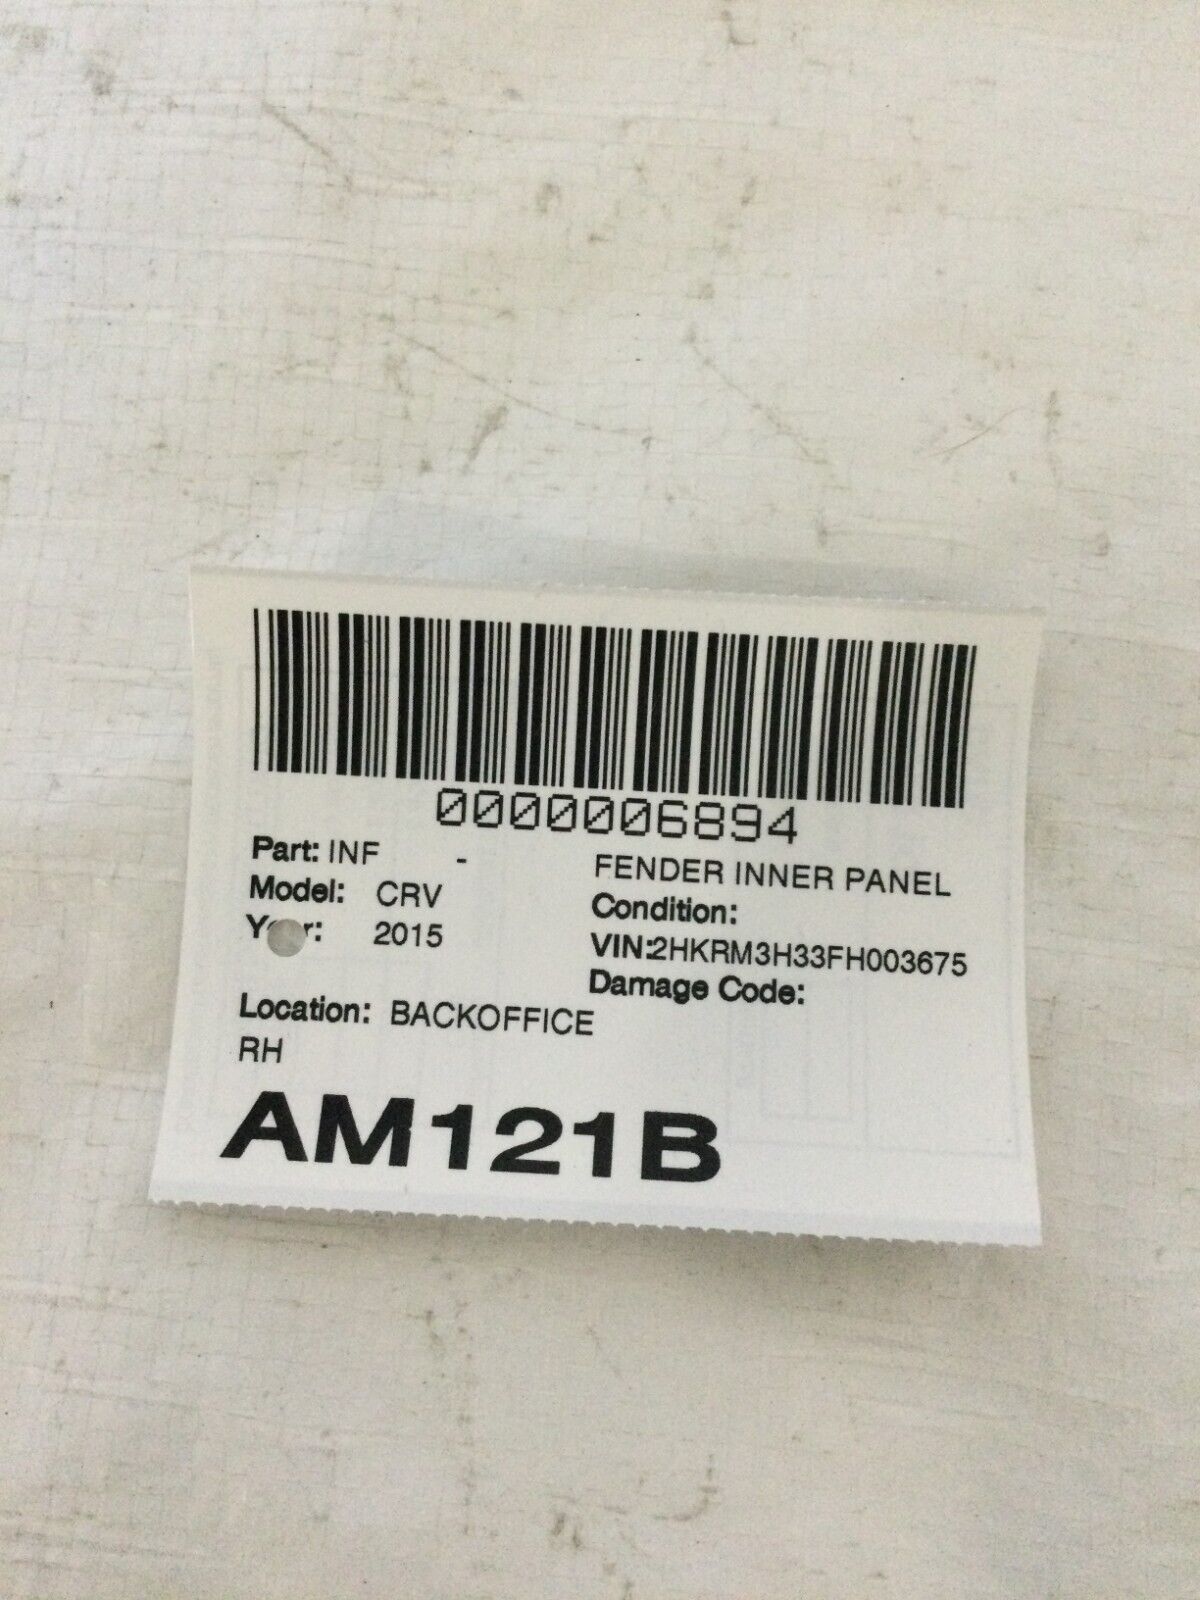 0000006894
Part: INF - FENDER INNER PANEL
Model: CRV Condition:
2015 VIN:2HKRM3H33FH003675
Damage Code:
Location: BACKOFFICE
RH
AM121B